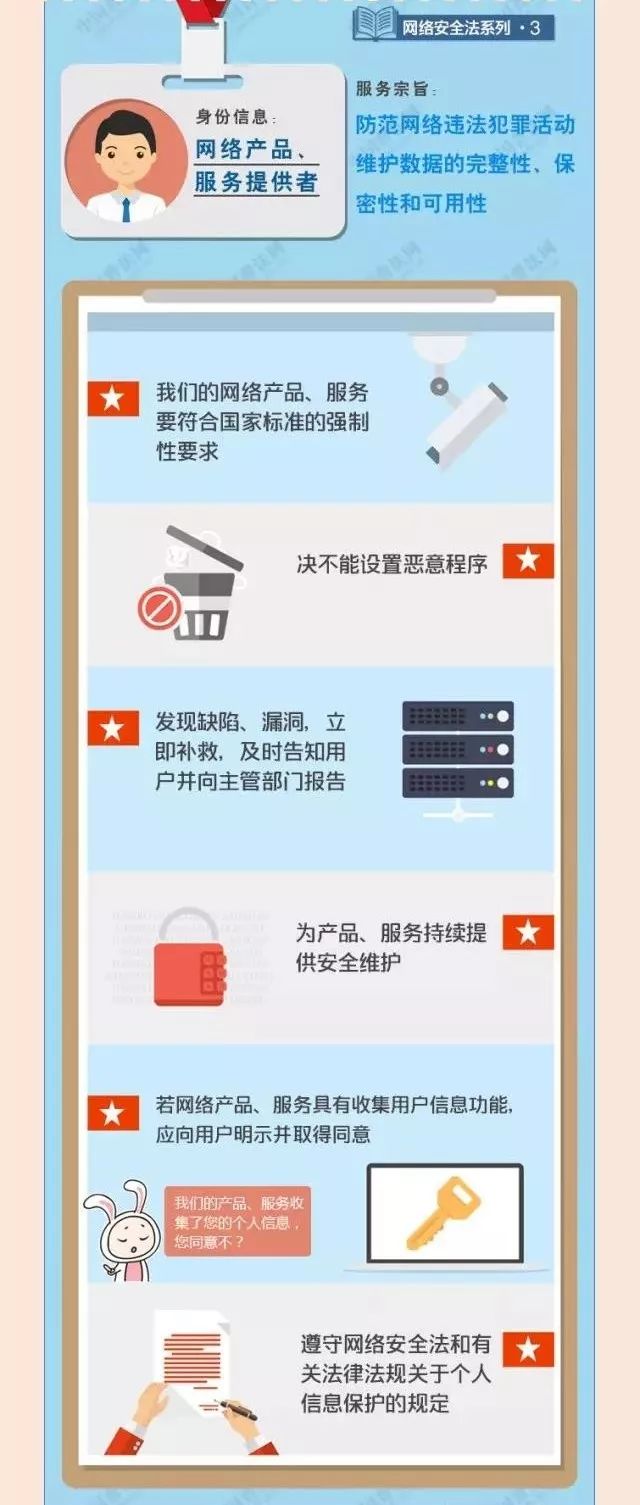 网络安全法系列·3
身份信息：
网络产品、
服务提供者
服务宗旨：
防范网络违法犯罪活动
维护数据的完整性、保
密性和可用性
我们的网络产品、服务
要符合国家标准的强制
性要求
决不能设置恶意程序
发现缺陷、漏洞，立
即补救，及时告知用
户并向主管部门报告
为产品、服务持续提
供安全维护
若网络产品、服务具有收集用户信息功能，
应向用户明示并取得同意
我们的产品、服务收
集了您的个人信息，
您同意不？
遵守网络安全法和有
关法律法规关于个人
信息保护的规定